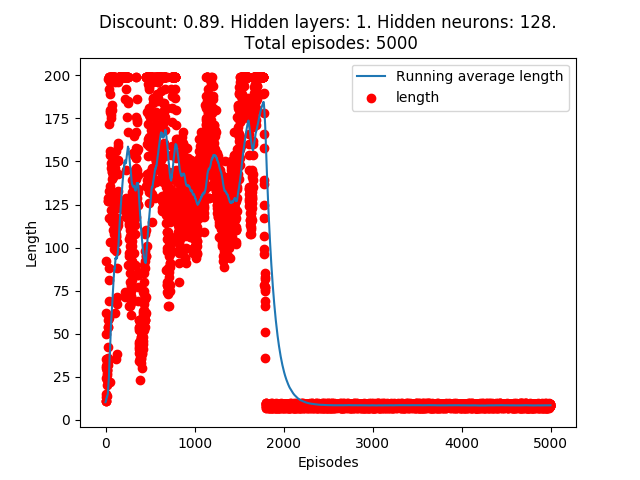 Discount: 0.89. Hidden layers: 1. Hidden neurons: 128.
Total episodes: 5000
Running average length
length
Length
200
175
150
125
100
75
50
25
0
0 1000 2000 3000 4000 5000
Episodes